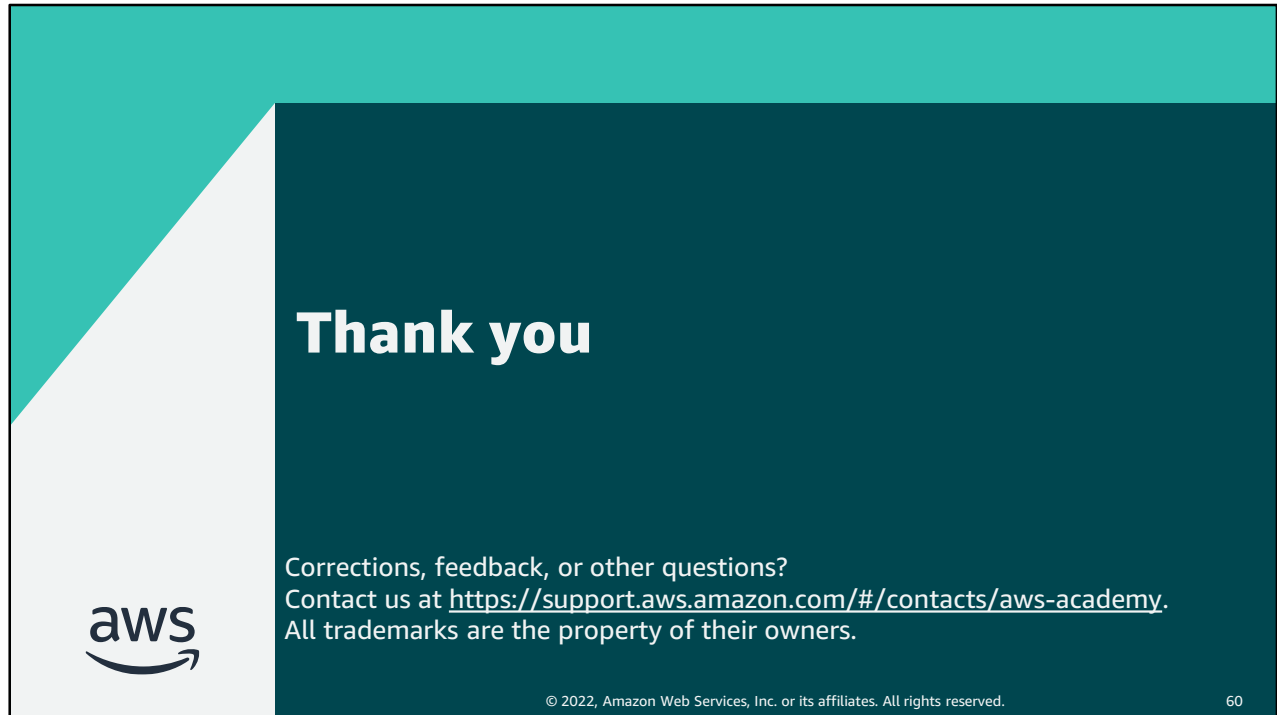 Thank you
Corrections, feedback, or other questions?
Contact us at https://support.aws.amazon.com/#/contacts/aws-academy.
All trademarks are the property of their owners.
aws
© 2022, Amazon Web Services, Inc. or its affiliates. All rights reserved.
60